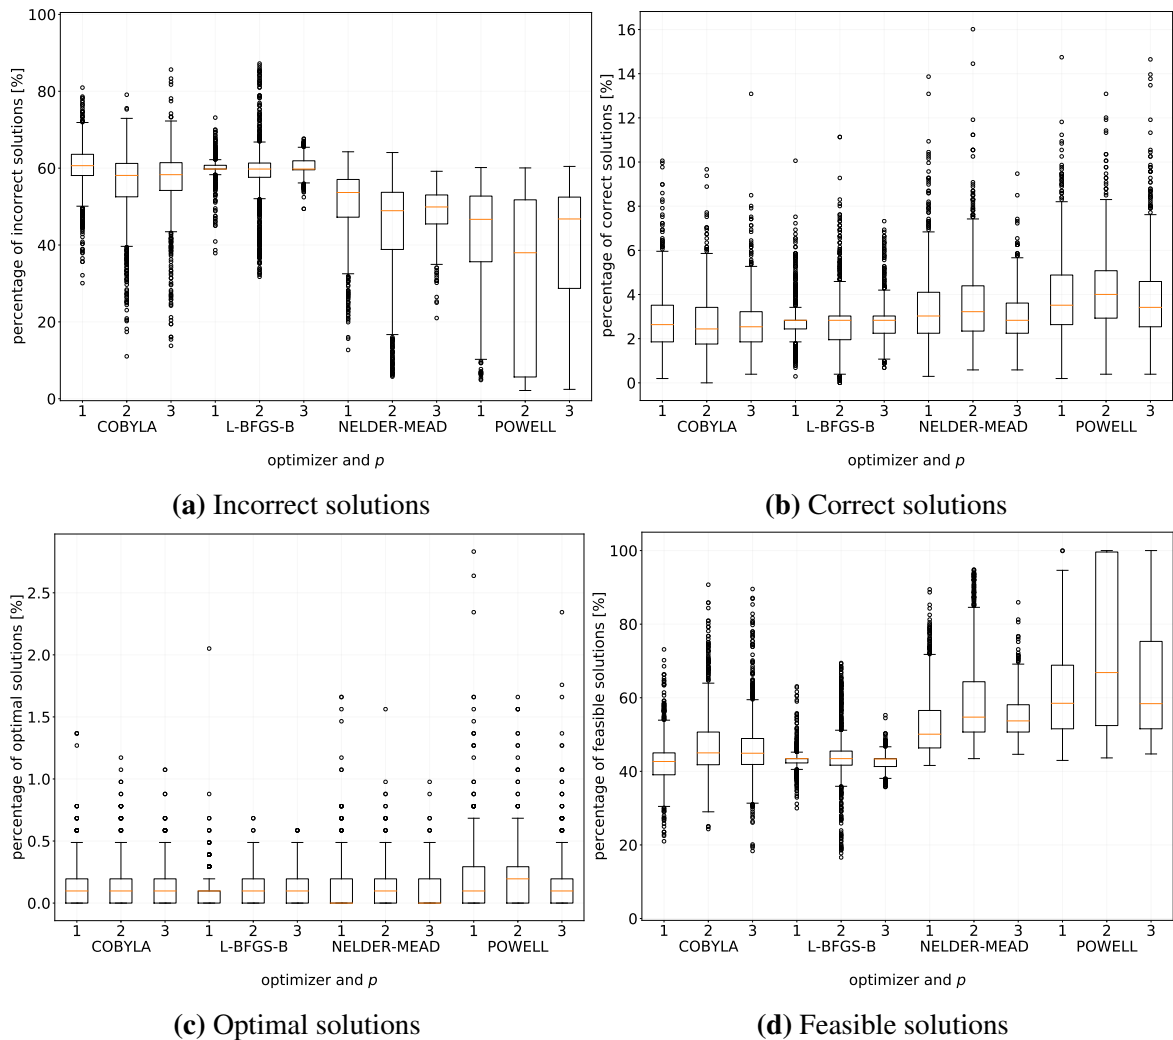 100
80
60
40
20
0
percentage of incorrect solutions [%]
1 2 3 1 2 3 1 2 3 1 2 3
COBYLA L-BFGS-B NELDER-MEAD POWELL
optimizer and p
(a) Incorrect solutions
16
14
12
10
8
6
4
2
0
percentage of correct solutions [%]
1 2 3 1 2 3 1 2 3 1 2 3
COBYLA L-BFGS-B NELDER-MEAD POWELL
optimizer and p
(b) Correct solutions
2.5
2.0
1.5
1.0
0.5
0.0
percentage of optimal solutions [%]
1 2 3 1 2 3 1 2 3 1 2 3
COBYLA L-BFGS-B NELDER-MEAD POWELL
optimizer and p
(c) Optimal solutions
100
80
60
40
20
0
percentage of feasible solutions [%]
1 2 3 1 2 3 1 2 3 1 2 3
COBYLA L-BFGS-B NELDER-MEAD POWELL
optimizer and p
(d) Feasible solutions